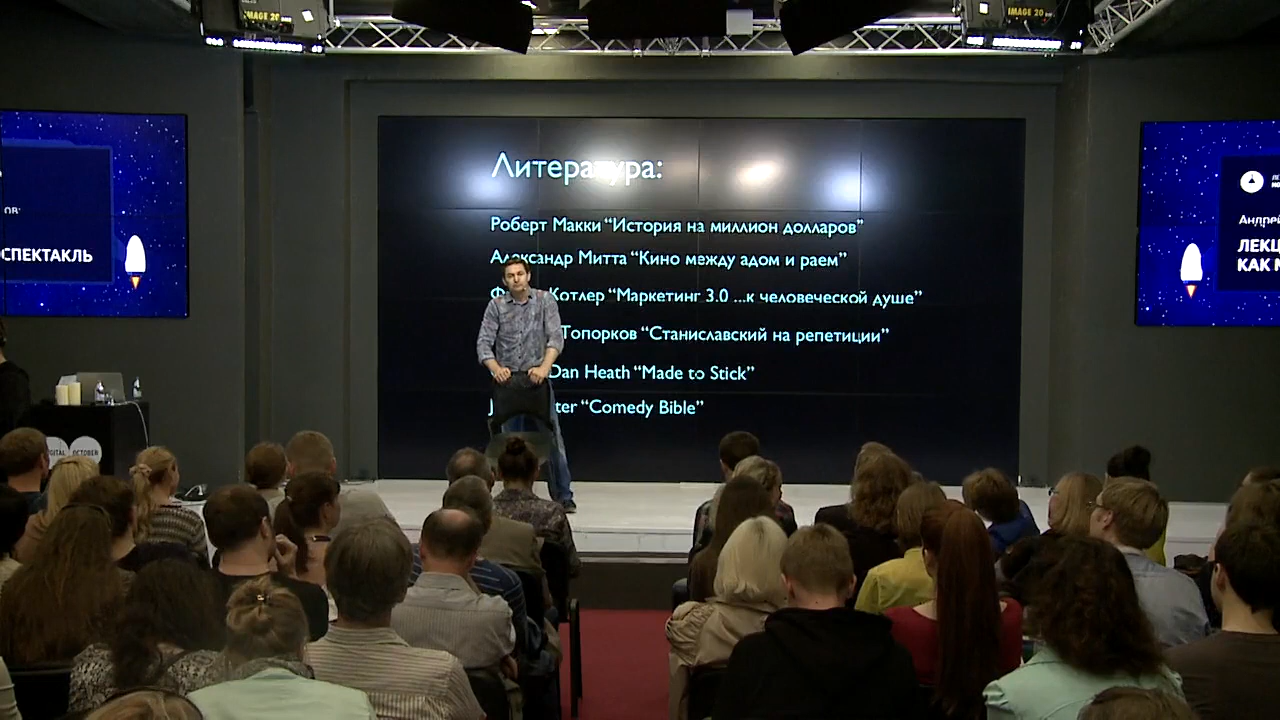 IMAGE 20
IMAGE 20
Литература:
Роберт Макки “История на миллион долларов”
Александр Митта “Кино между адом и раем”
Котлер “Маркетинг 3.0 ...к человеческой душе”
Топорков “Станиславский на репетиции”
Dan Heath “Made to Stick”
“Comedy Bible”
СПЕКТАКЛЬ
Андрей
ЛЕКЦ
КАК
OCTOBER